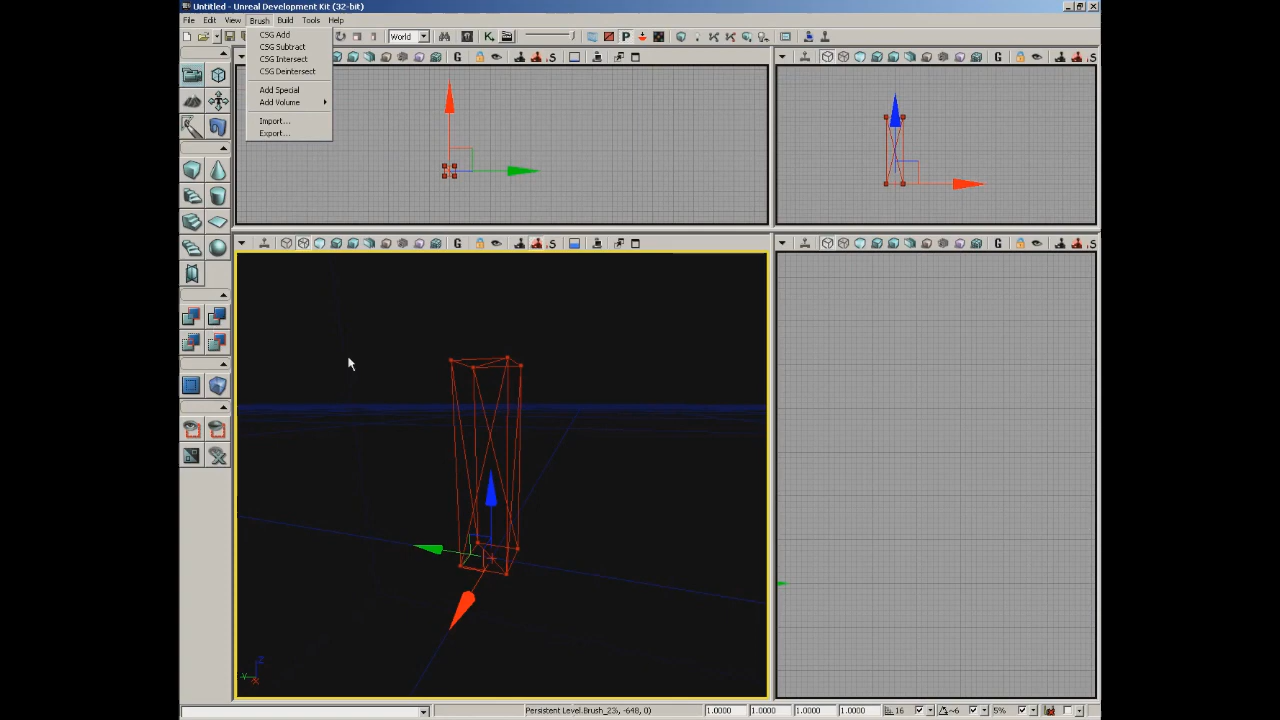 Untitled - Unreal Development Kit (32-bit)
File Edit View Brush Build Tools Help
World
CSG Add
CSG Subtract
CSG Intersect
CSG Deintersect
Add Special
Add Volume
Import...
Export...
G
P
G
G
G
Persistent Level.Brush_23 1.0000 1.0000 1.0000 1.0000 16 5%